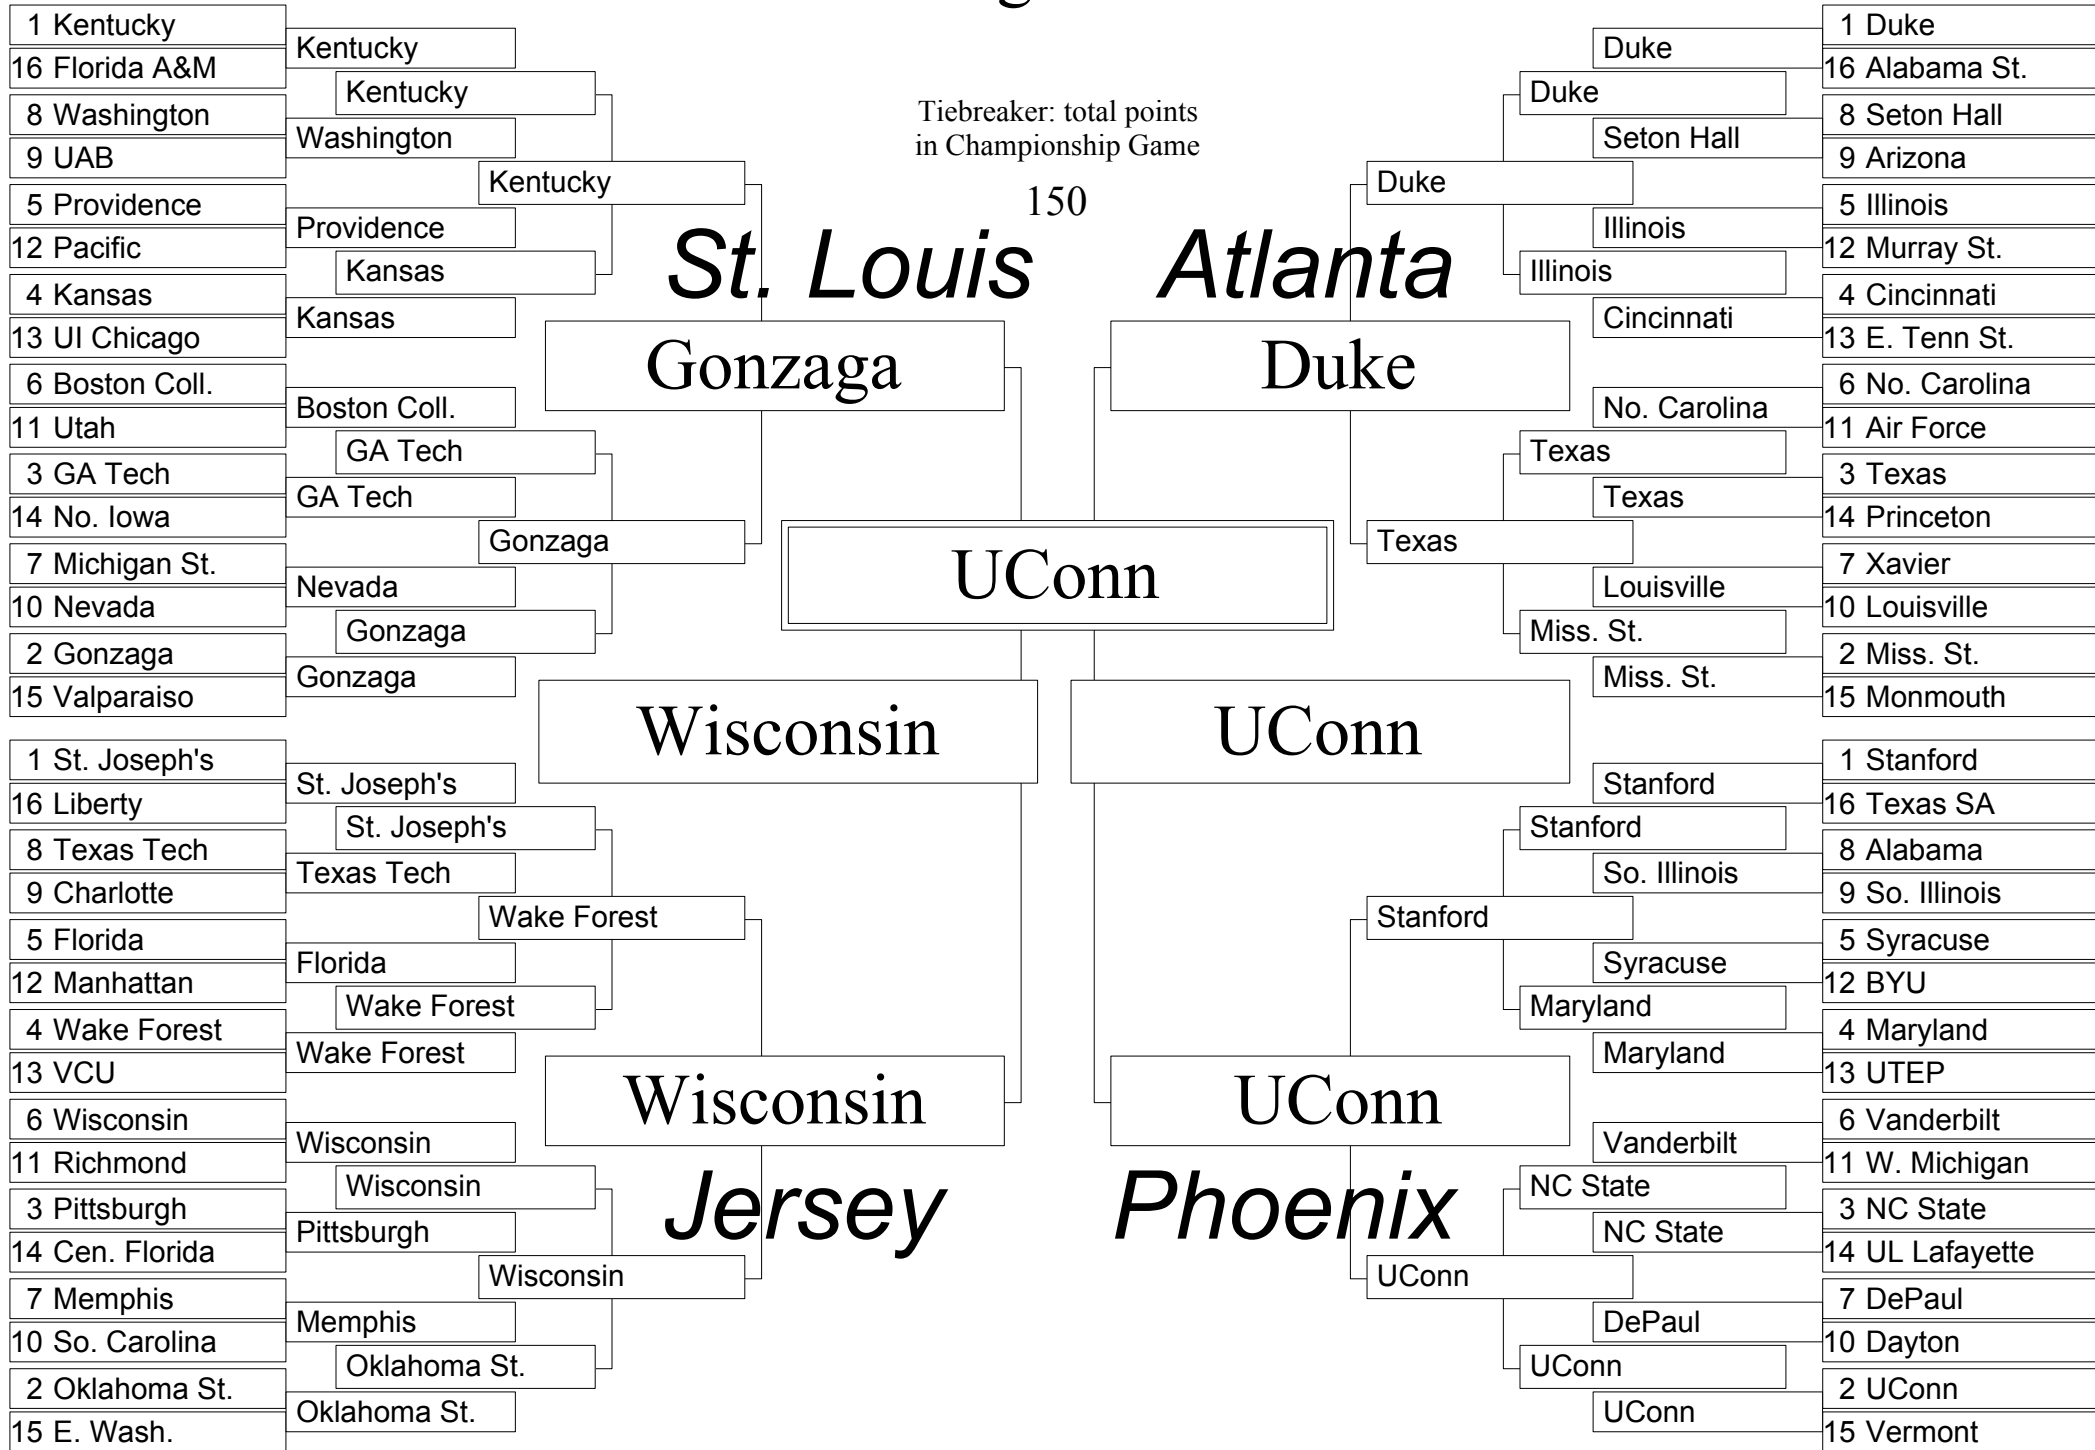 g
Tiebreaker: total points
in Championship Game
150
St. Louis
Atlanta
Jersey
Phoenix
1 Kentucky
16 Florida A&M
8 Washington
9 UAB
5 Providence
12 Pacific
4 Kansas
13 UI Chicago
6 Boston Coll.
11 Utah
3 GA Tech
14 No. Iowa
7 Michigan St.
10 Nevada
2 Gonzaga
15 Valparaiso
Kentucky
Washington
Providence
Kansas
Boston Coll.
GA Tech
Nevada
Gonzaga
Kentucky
Kansas
GA Tech
Gonzaga
Kentucky
Gonzaga
Gonzaga
1 St. Joseph's
16 Liberty
8 Texas Tech
9 Charlotte
5 Florida
12 Manhattan
4 Wake Forest
13 VCU
6 Wisconsin
11 Richmond
3 Pittsburgh
14 Cen. Florida
7 Memphis
10 So. Carolina
2 Oklahoma St.
15 E. Wash.
St. Joseph's
Texas Tech
Florida
Wake Forest
Wisconsin
Pittsburgh
Memphis
Oklahoma St.
St. Joseph's
Wake Forest
Wisconsin
Oklahoma St.
Wake Forest
Wisconsin
Wisconsin
Wisconsin
UConn
UConn
Duke
Duke
Texas
Duke
Illinois
Texas
Miss. St.
Duke
Seton Hall
Illinois
Cincinnati
No. Carolina
Texas
Louisville
Miss. St.
1 Duke
16 Alabama St.
8 Seton Hall
9 Arizona
5 Illinois
12 Murray St.
4 Cincinnati
13 E. Tenn St.
6 No. Carolina
11 Air Force
3 Texas
14 Princeton
7 Xavier
10 Louisville
2 Miss. St.
15 Monmouth
UConn
Stanford
UConn
Stanford
Maryland
NC State
UConn
Stanford
So. Illinois
Syracuse
Maryland
Vanderbilt
NC State
DePaul
UConn
1 Stanford
16 Texas SA
8 Alabama
9 So. Illinois
5 Syracuse
12 BYU
4 Maryland
13 UTEP
6 Vanderbilt
11 W. Michigan
3 NC State
14 UL Lafayette
7 DePaul
10 Dayton
2 UConn
15 Vermont